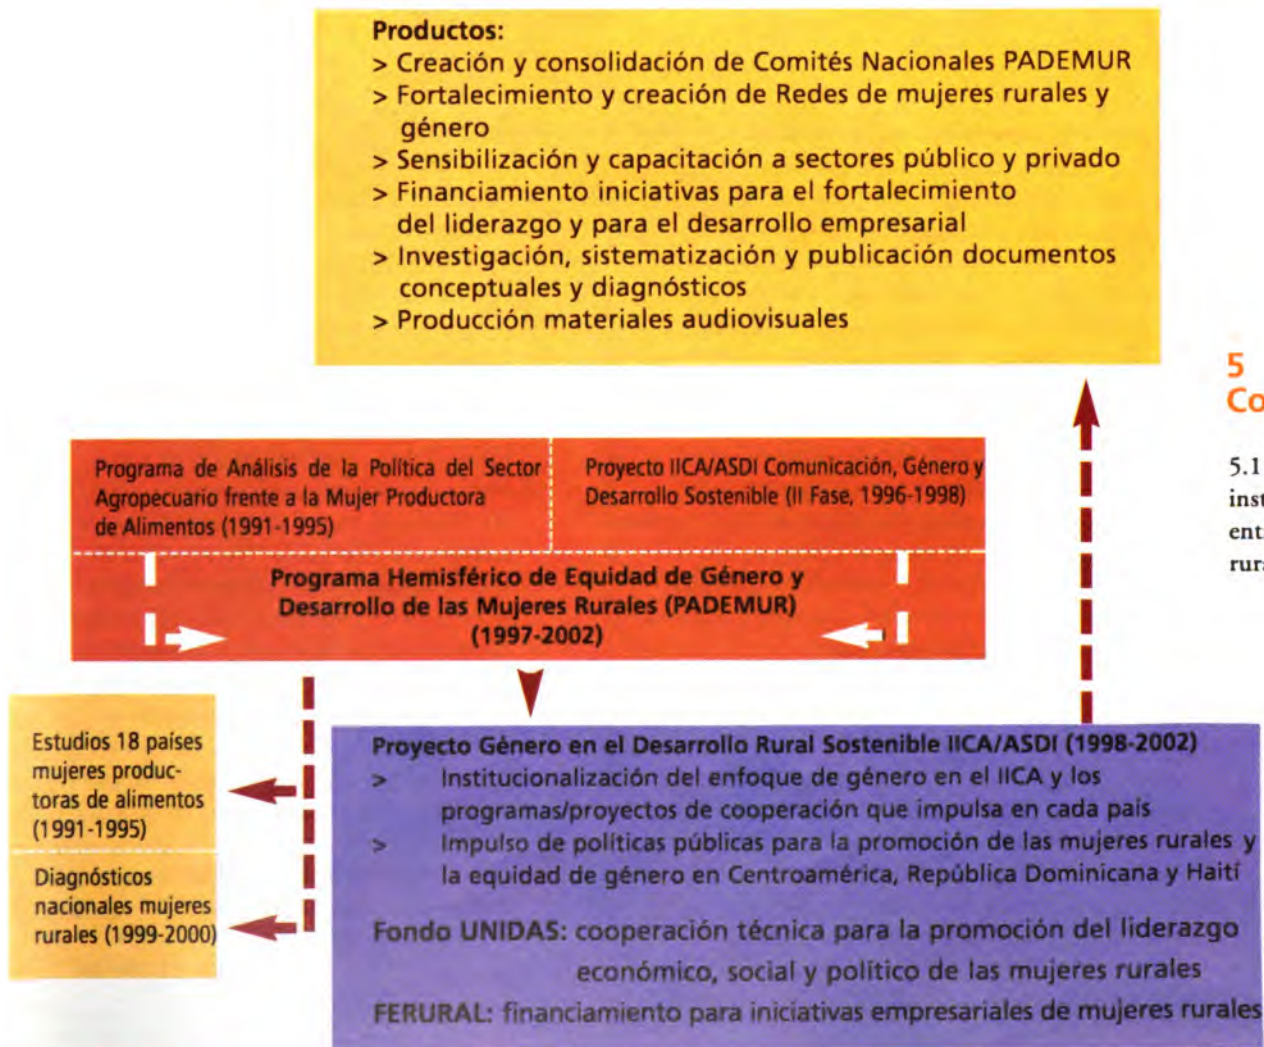 Productos:
> Creación y consolidación de Comités Nacionales PADEMUR
> Fortalecimiento y creación de Redes de mujeres rurales y
género
> Sensibilización y capacitación a sectores público y privado
> Financiamiento iniciativas para el fortalecimiento
del liderazgo y para el desarrollo empresarial
> Investigación, sistematización y publicación documentos
conceptuales y diagnósticos
> Producción materiales audiovisuales
Programa de Análisis de la Política del Sector
Agropecuario frente a la Mujer Productora
de Alimentos (1991-1995)
Proyecto IICA/ASDI Comunicación, Género y
Desarrollo Sostenible (II Fase, 1996-1998)
Programa Hemisférico de Equidad de Género y
Desarrollo de las Mujeres Rurales (PADEMUR)
(1997-2002)
Estudios 18 países
mujeres produc-
toras de alimentos
(1991-1995)
Diagnósticos
nacionales mujeres
rurales (1999-2000)
Proyecto Género en el Desarrollo Rural Sostenible IICA/ASDI (1998-2002)
> Institucionalización del enfoque de género en el IICA y los
programas/proyectos de cooperación que impulsa en cada país
> Impulso de políticas públicas para la promoción de las mujeres rurales y
la equidad de género en Centroamérica, República Dominicana y Haití
Fondo UNIDAS: cooperación técnica para la promoción del liderazgo
económico, social y político de las mujeres rurales
FERURAL: financiamiento para iniciativas empresariales de mujeres rurales
5
Co
5.1
inst
ent
rura